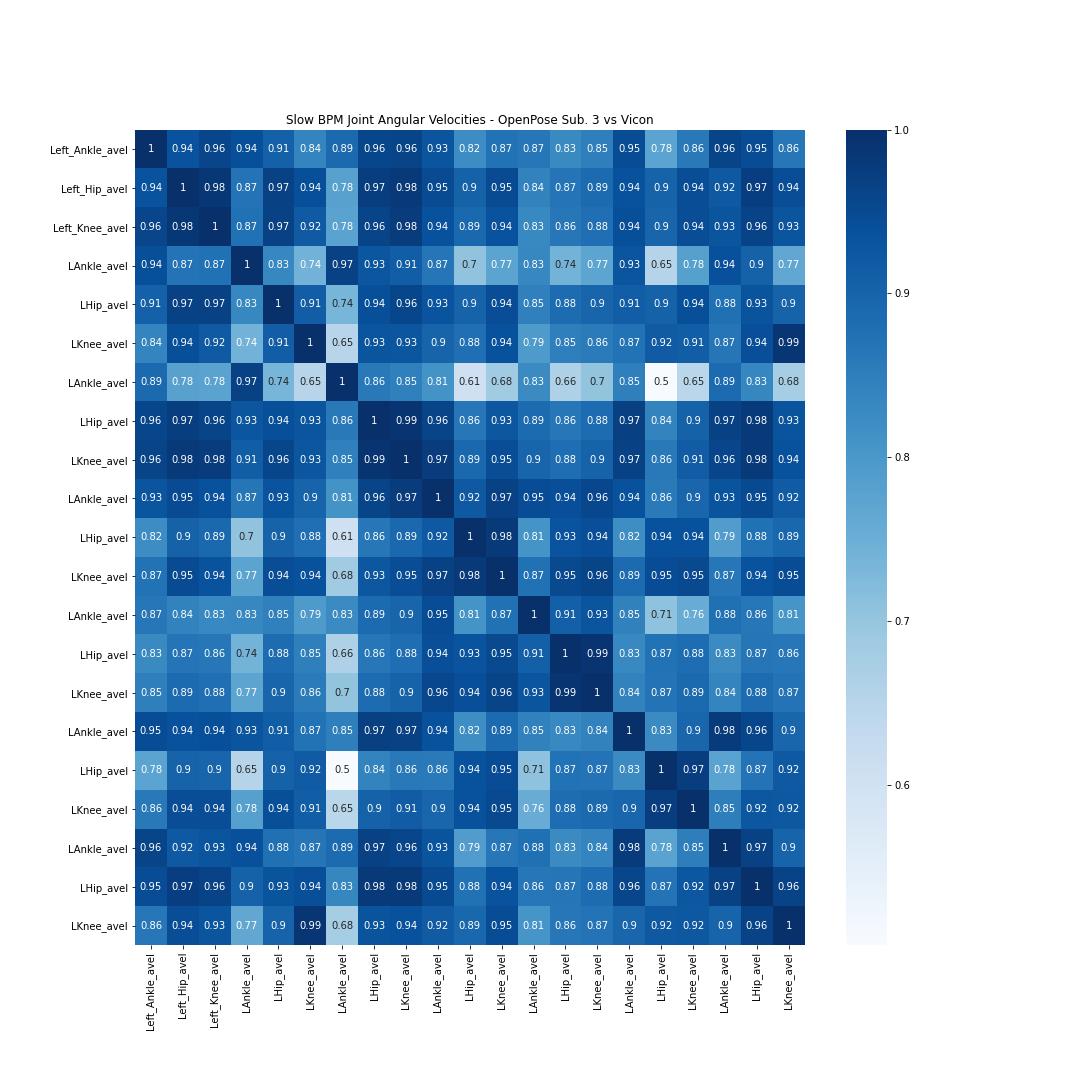 Slow BPM Joint Angular Velocities - OpenPose Sub. 3 vs Vicon
Left_Ankle_avel 1 0.94 0.96 0.94 0.91 0.84 0.89 0.96 0.96 0.93 0.82 0.87 0.87 0.83 0.85 0.95 0.78 0.86 0.96 0.95 0.86
Left_Hip_avel 0.94 1 0.98 0.87 0.97 0.94 0.78 0.97 0.98 0.95 0.9 0.95 0.84 0.87 0.89 0.94 0.9 0.94 0.92 0.97 0.94
Left_Knee_avel 0.96 0.98 1 0.87 0.97 0.92 0.78 0.96 0.98 0.94 0.89 0.94 0.83 0.86 0.88 0.94 0.9 0.94 0.93 0.96 0.93
LAnkle_avel 0.94 0.87 0.87 1 0.83 0.74 0.97 0.93 0.91 0.87 0.7 0.77 0.83 0.74 0.77 0.93 0.65 0.78 0.94 0.9 0.77
LHip_avel 0.91 0.97 0.97 0.83 1 0.91 0.74 0.94 0.96 0.93 0.9 0.94 0.85 0.88 0.9 0.91 0.9 0.94 0.88 0.93 0.9
LKnee_avel 0.84 0.94 0.92 0.74 0.91 1 0.65 0.93 0.93 0.9 0.88 0.94 0.79 0.85 0.86 0.87 0.92 0.91 0.87 0.94 0.99
LAnkle_avel 0.89 0.78 0.78 0.97 0.74 0.65 1 0.86 0.85 0.81 0.61 0.68 0.83 0.66 0.7 0.85 0.5 0.65 0.89 0.83 0.68
LHip_avel 0.96 0.97 0.96 0.93 0.94 0.93 0.86 1 0.99 0.96 0.86 0.93 0.89 0.86 0.88 0.97 0.84 0.9 0.97 0.98 0.93
LKnee_avel 0.96 0.98 0.98 0.91 0.96 0.93 0.85 0.99 1 0.97 0.89 0.95 0.9 0.88 0.9 0.97 0.86 0.91 0.96 0.98 0.94
LAnkle_avel 0.93 0.95 0.94 0.87 0.93 0.9 0.81 0.96 0.97 1 0.92 0.97 0.95 0.94 0.96 0.94 0.86 0.9 0.93 0.95 0.92
LHip_avel 0.82 0.9 0.89 0.7 0.9 0.88 0.61 0.86 0.89 0.92 1 0.98 0.81 0.93 0.94 0.82 0.94 0.94 0.79 0.88 0.89
LKnee_avel 0.87 0.95 0.94 0.77 0.94 0.94 0.68 0.93 0.95 0.97 0.98 1 0.87 0.95 0.96 0.89 0.95 0.95 0.87 0.94 0.95
LAnkle_avel 0.87 0.84 0.83 0.83 0.85 0.79 0.83 0.89 0.9 0.95 0.81 0.87 1 0.91 0.93 0.85 0.71 0.76 0.88 0.86 0.81
LHip_avel 0.83 0.87 0.86 0.74 0.88 0.85 0.66 0.86 0.88 0.94 0.93 0.95 0.91 1 0.99 0.83 0.87 0.88 0.83 0.87 0.86
LKnee_avel 0.85 0.89 0.88 0.77 0.9 0.86 0.7 0.88 0.9 0.96 0.94 0.96 0.93 0.99 1 0.84 0.87 0.89 0.84 0.88 0.87
LAnkle_avel 0.95 0.94 0.94 0.93 0.91 0.87 0.85 0.97 0.97 0.94 0.82 0.89 0.85 0.83 0.84 1 0.83 0.9 0.98 0.96 0.9
LHip_avel 0.78 0.9 0.9 0.65 0.9 0.92 0.5 0.84 0.86 0.86 0.94 0.95 0.71 0.87 0.87 0.83 1 0.97 0.78 0.87 0.92
LKnee_avel 0.86 0.94 0.94 0.78 0.94 0.91 0.65 0.9 0.91 0.9 0.94 0.95 0.76 0.88 0.89 0.9 0.97 1 0.85 0.92 0.92
LAnkle_avel 0.96 0.92 0.93 0.94 0.88 0.87 0.89 0.97 0.96 0.93 0.79 0.87 0.88 0.83 0.84 0.98 0.78 0.85 1 0.97 0.9
LHip_avel 0.95 0.97 0.96 0.9 0.93 0.94 0.83 0.98 0.98 0.95 0.88 0.94 0.86 0.87 0.88 0.96 0.87 0.92 0.97 1 0.96
LKnee_avel 0.86 0.94 0.93 0.77 0.9 0.99 0.68 0.93 0.94 0.92 0.89 0.95 0.81 0.86 0.87 0.9 0.92 0.92 0.9 0.96 1
Left_Ankle_avel
Left_Hip_avel
Left_Knee_avel
LAnkle_avel
LHip_avel
LKnee_avel
LAnkle_avel
LHip_avel
LKnee_avel
LAnkle_avel
LHip_avel
LKnee_avel
LAnkle_avel
LHip_avel
LKnee_avel
LAnkle_avel
LHip_avel
LKnee_avel
LAnkle_avel
LHip_avel
LKnee_avel
1.0
0.9
0.8
0.7
0.6